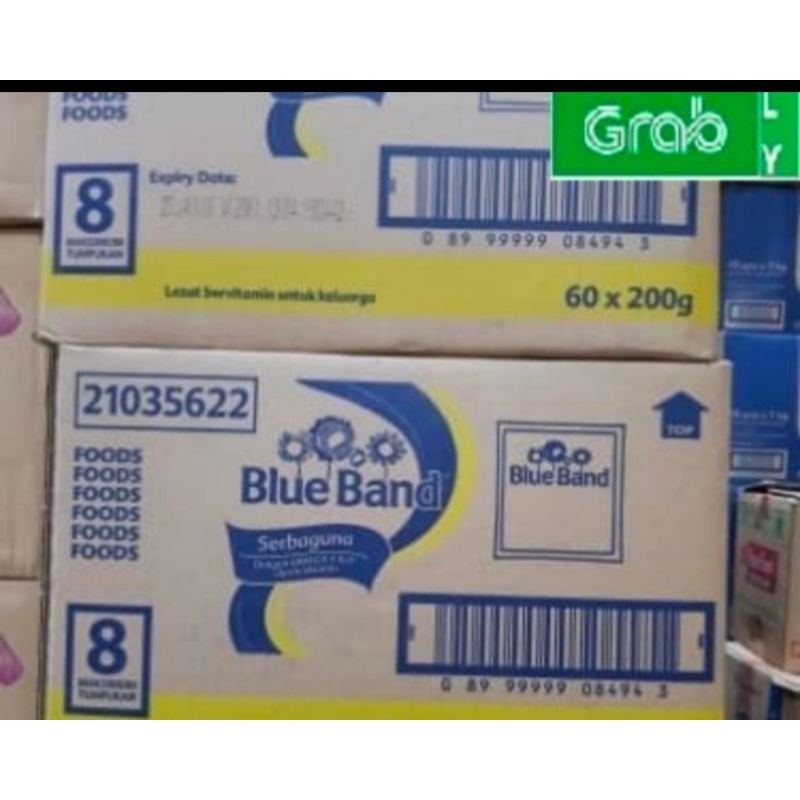 FOODS
FOODS
Grab
L
Y
8
MAKSIMUM
TUMPUKAN
Expiry Date:
0 89 99999 08494 3
Lezat bervitamin untuk keluarga
60 x 200g
21035622
FOODS
FOODS
FOODS
FOODS
FOODS
FOODS
Blue Band
Serbaguna
Blue Band
TOP
8
MAKSIMUM
TUMPUKAN
0 89 99999 08494 3